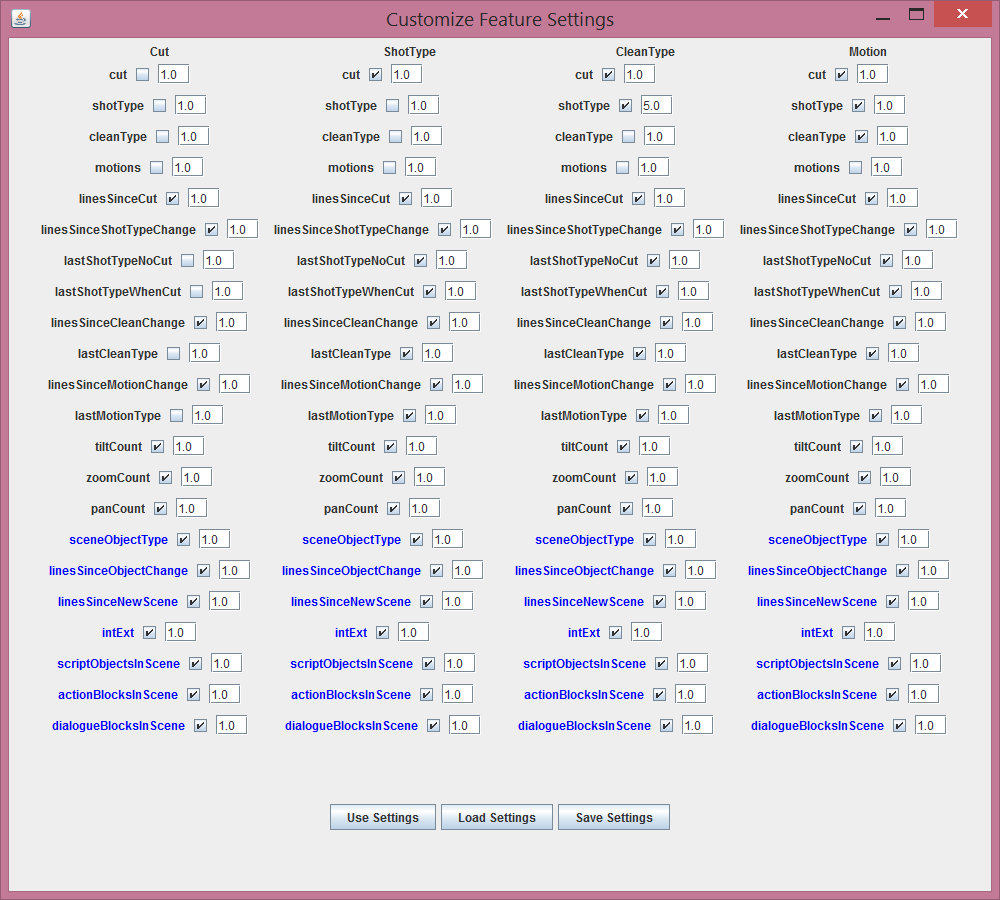 Customize Feature Settings
Cut ShotType CleanType Motion
cut 1.0 cut 1.0 cut 1.0 cut 1.0
shotType 1.0 shotType 1.0 shotType 5.0 shotType 1.0
cleanType 1.0 cleanType 1.0 cleanType 1.0 cleanType 1.0
motions 1.0 motions 1.0 motions 1.0 motions 1.0
linesSinceCut 1.0 linesSinceCut 1.0 linesSinceCut 1.0 linesSinceCut 1.0
linesSinceShotTypeChange 1.0 linesSinceShotTypeChange 1.0 linesSinceShotTypeChange 1.0 linesSinceShotTypeChange 1.0
lastShotTypeNoCut 1.0 lastShotTypeNoCut 1.0 lastShotTypeNoCut 1.0 lastShotTypeNoCut 1.0
lastShotTypeWhenCut 1.0 lastShotTypeWhenCut 1.0 lastShotTypeWhenCut 1.0 lastShotTypeWhenCut 1.0
linesSinceCleanChange 1.0 linesSinceCleanChange 1.0 linesSinceCleanChange 1.0 linesSinceCleanChange 1.0
lastCleanType 1.0 lastCleanType 1.0 lastCleanType 1.0 lastCleanType 1.0
linesSinceMotionChange 1.0 linesSinceMotionChange 1.0 linesSinceMotionChange 1.0 linesSinceMotionChange 1.0
lastMotionType 1.0 lastMotionType 1.0 lastMotionType 1.0 lastMotionType 1.0
tiltCount 1.0 tiltCount 1.0 tiltCount 1.0 tiltCount 1.0
zoomCount 1.0 zoomCount 1.0 zoomCount 1.0 zoomCount 1.0
panCount 1.0 panCount 1.0 panCount 1.0 panCount 1.0
sceneObjectType 1.0 sceneObjectType 1.0 sceneObjectType 1.0 sceneObjectType 1.0
linesSinceObjectChange 1.0 linesSinceObjectChange 1.0 linesSinceObjectChange 1.0 linesSinceObjectChange 1.0
linesSinceNewScene 1.0 linesSinceNewScene 1.0 linesSinceNewScene 1.0 linesSinceNewScene 1.0
intExt 1.0 intExt 1.0 intExt 1.0 intExt 1.0
scriptObjectsInScene 1.0 scriptObjectsInScene 1.0 scriptObjectsInScene 1.0 scriptObjectsInScene 1.0
actionBlocksInScene 1.0 actionBlocksInScene 1.0 actionBlocksInScene 1.0 actionBlocksInScene 1.0
dialogueBlocksInScene 1.0 dialogueBlocksInScene 1.0 dialogueBlocksInScene 1.0 dialogueBlocksInScene 1.0
Use Settings Load Settings Save Settings